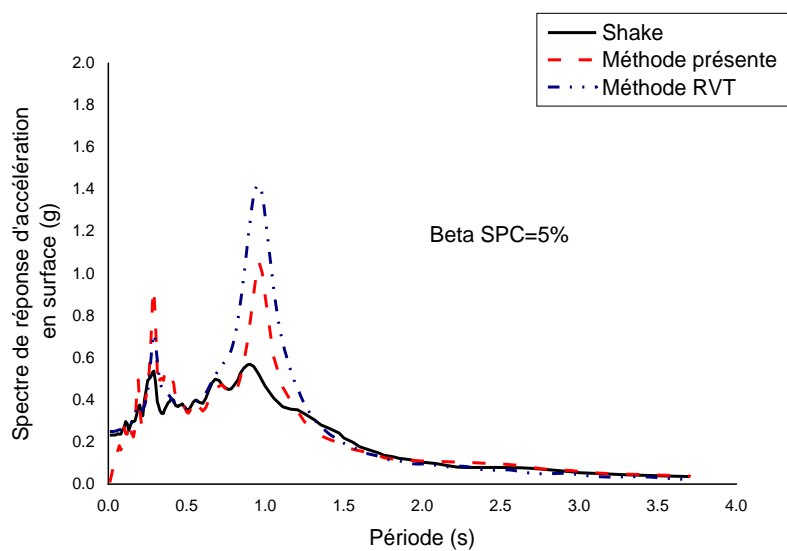 Shake
Méthode présente
Méthode RVT
2.0
1.8
1.6
1.4
1.2
1.0
0.8
0.6
0.4
0.2
0.0
Spectre de réponse d'accélération
en surface (g)
Beta SPC=5%
0.0 0.5 1.0 1.5 2.0 2.5 3.0 3.5 4.0
Période (s)